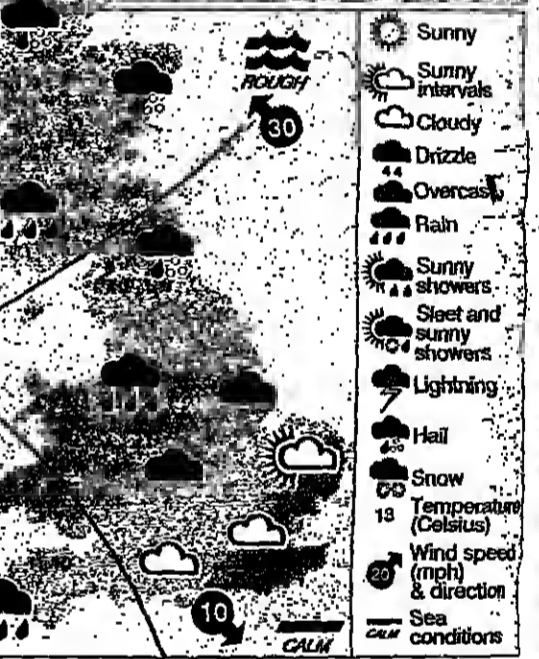 ROUGH
30
10
CALM
Sunny
Sunny
intervals
Cloudy
Drizzle
Overcast
Rain
Sunny
showers
Sleet and
sunny
showers
Lightning
Hail
Snow
13 Temperature
(Celsius)
20 Wind speed
(mph)
& direction
CALM Sea
conditions